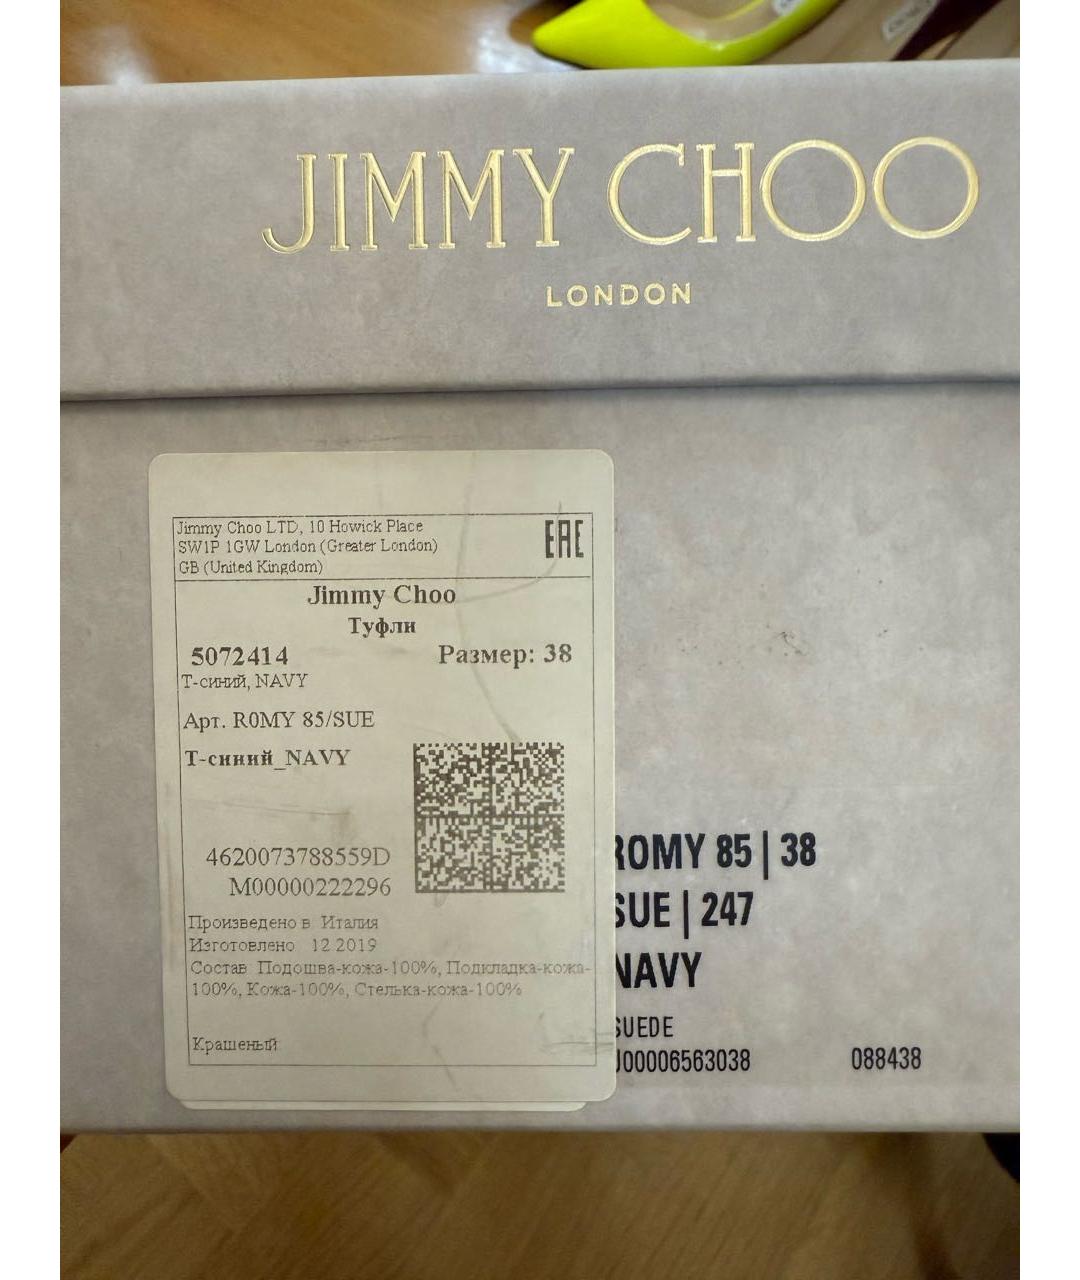 JIMMY CHOO
LONDON
Jimmy Choo LTD, 10 Howick Place
SW1P 1GW London (Greater London)
GB (United Kingdom)
EAC
Jimmy Choo
Туфли
5072414 Размер: 38
Т-синий, NAVY
Арт. R0MY 85/SUE
Т-синий_NAVY
4620073788559D
M00000222296
Произведено в Италия
Изготовлено 12.2019
Состав Подошва-кожа-100%, Подкладка-кожа-
100%, Кожа-100%, Стелька-кожа-100%
Крашеный
ROMY 85 | 38
SUE | 247
NAVY
SUEDE
J00006563038 088438